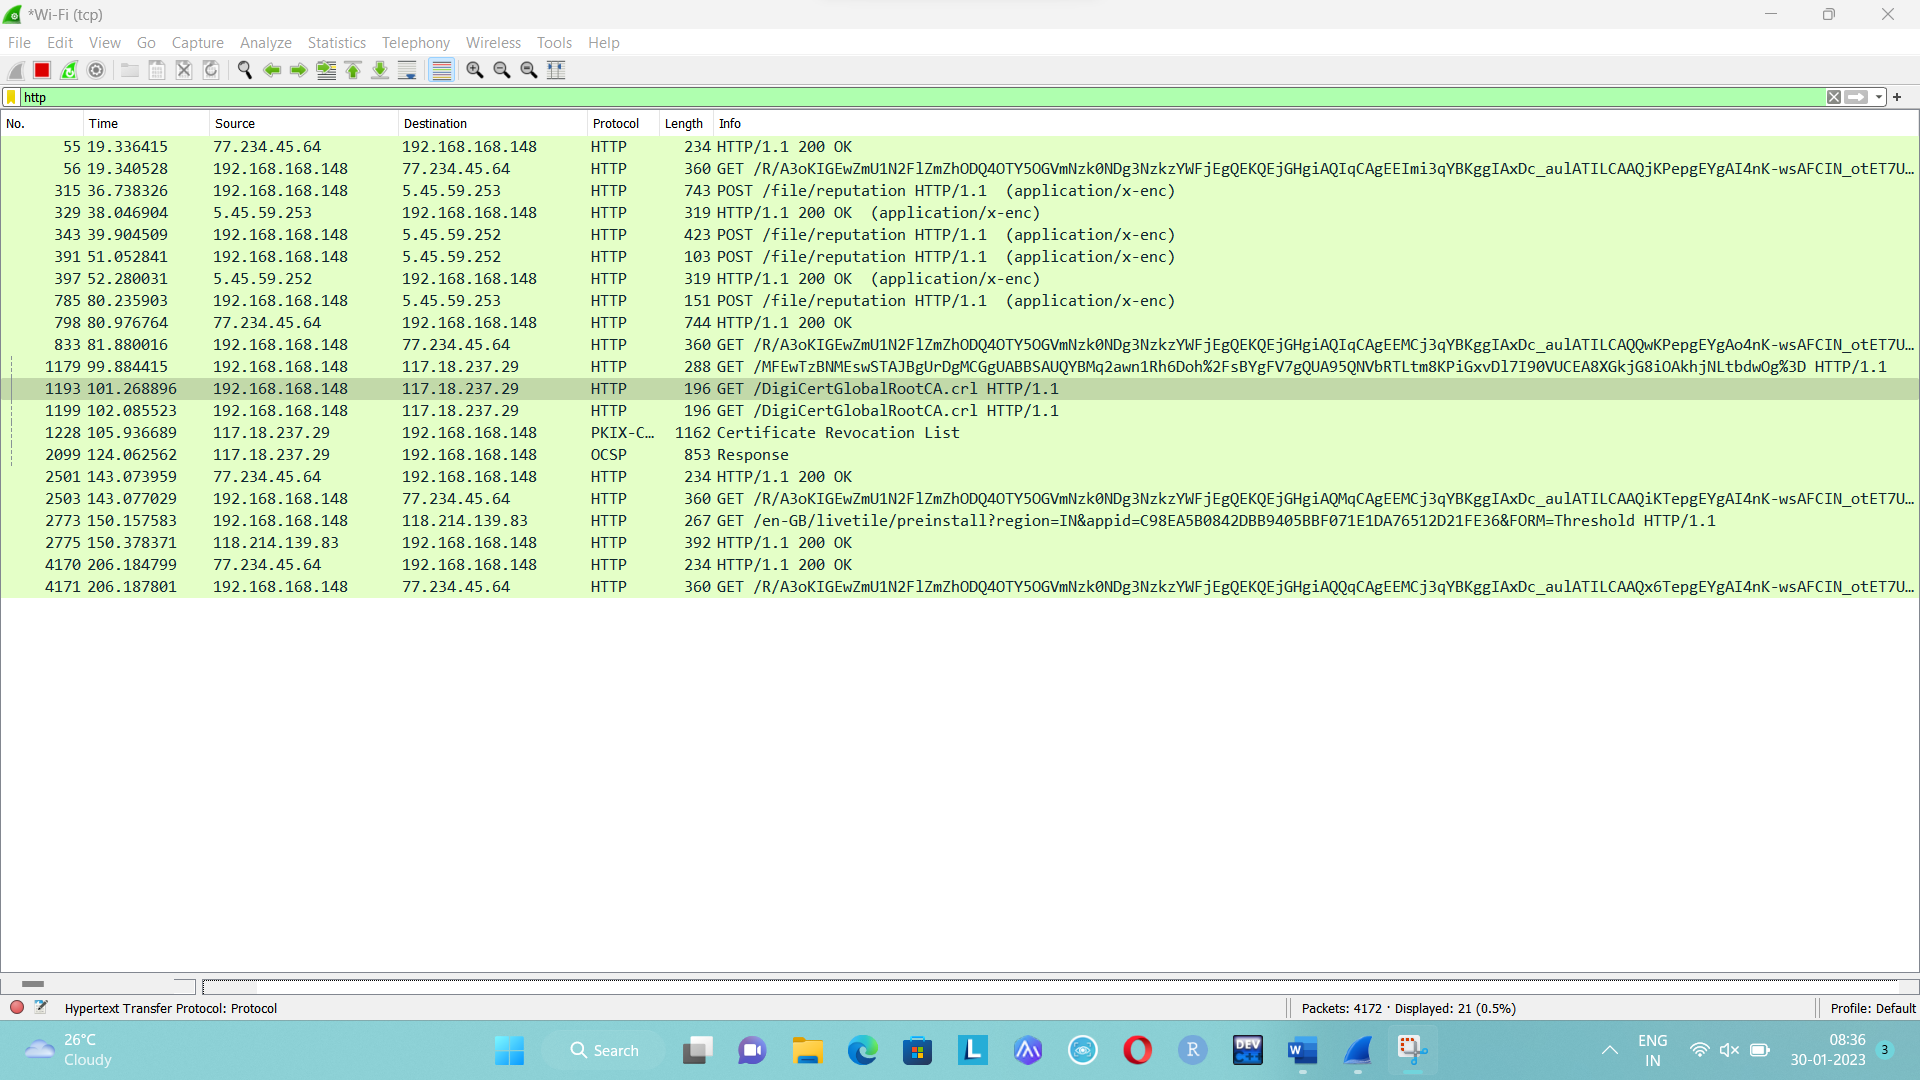 *Wi-Fi (tcp)
File Edit View Go Capture Analyze Statistics Telephony Wireless Tools Help
http
No. Time Source Destination Protocol Length Info
55 19.336415 77.234.45.64 192.168.168.148 HTTP 234 HTTP/1.1 200 OK
56 19.340528 192.168.168.148 77.234.45.64 HTTP 360 GET /R/A3oKIGEwZmU1N2FlZmZhODQ4OTY5OGVmNzk0NDg3NzkzYWFjEgQEKQEjGHgiAQIqCAgEEImi3qYBKggIAxDc_aulATILCAAQjKPepgEYgAI4nK-wsAFCIN_otET7U...
315 36.738326 192.168.168.148 5.45.59.253 HTTP 743 POST /file/reputation HTTP/1.1 (application/x-enc)
329 38.046904 5.45.59.253 192.168.168.148 HTTP 319 HTTP/1.1 200 OK (application/x-enc)
343 39.904509 192.168.168.148 5.45.59.252 HTTP 423 POST /file/reputation HTTP/1.1 (application/x-enc)
391 51.052841 192.168.168.148 5.45.59.252 HTTP 103 POST /file/reputation HTTP/1.1 (application/x-enc)
397 52.280031 5.45.59.252 192.168.168.148 HTTP 319 HTTP/1.1 200 OK (application/x-enc)
785 80.235903 192.168.168.148 5.45.59.253 HTTP 151 POST /file/reputation HTTP/1.1 (application/x-enc)
798 80.976764 77.234.45.64 192.168.168.148 HTTP 744 HTTP/1.1 200 OK
833 81.880016 192.168.168.148 77.234.45.64 HTTP 360 GET /R/A3oKIGEwZmU1N2FlZmZhODQ4OTY5OGVmNzk0NDg3NzkzYWFjEgQEKQEjGHgiAQIqCAgEEMCj3qYBKggIAxDc_aulATILCAAQQwKPepgEYgAo4nK-wsAFCIN_otET7U...
1179 99.884415 192.168.168.148 117.18.237.29 HTTP 288 GET /MFEwTzBNMEswSTAJBgUrDgMCGgUABBSAUQYBMq2awn1Rh6Doh%2FsBYgFV7gQUA95QNVbRTLtm8KPiGxvDl7I90VUCEA8XGkjG8iOAkhjNLtbdwOg%3D HTTP/1.1
1193 101.268896 192.168.168.148 117.18.237.29 HTTP 196 GET /DigiCertGlobalRootCA.crl HTTP/1.1
1199 102.085523 192.168.168.148 117.18.237.29 HTTP 196 GET /DigiCertGlobalRootCA.crl HTTP/1.1
1228 105.936689 117.18.237.29 192.168.168.148 PKIX-C... 1162 Certificate Revocation List
2099 124.062562 117.18.237.29 192.168.168.148 OCSP 853 Response
2501 143.073959 77.234.45.64 192.168.168.148 HTTP 234 HTTP/1.1 200 OK
2503 143.077029 192.168.168.148 77.234.45.64 HTTP 360 GET /R/A3oKIGEwZmU1N2FlZmZhODQ4OTY5OGVmNzk0NDg3NzkzYWFjEgQEKQEjGHgiAQMqCAgEEMCj3qYBKggIAxDc_aulATILCAAQiKTepgEYgAI4nK-wsAFCIN_otET7U...
2773 150.157583 192.168.168.148 118.214.139.83 HTTP 267 GET /en-GB/livetile/preinstall?region=IN&appid=C98EA5B0842DBB9405BBF071E1DA76512D21FE36&FORM=Threshold HTTP/1.1
2775 150.378371 118.214.139.83 192.168.168.148 HTTP 392 HTTP/1.1 200 OK
4170 206.184799 77.234.45.64 192.168.168.148 HTTP 234 HTTP/1.1 200 OK
4171 206.187801 192.168.168.148 77.234.45.64 HTTP 360 GET /R/A3oKIGEwZmU1N2FlZmZhODQ4OTY5OGVmNzk0NDg3NzkzYWFjEgQEKQEjGHgiAQQqCAgEEMCj3qYBKggIAxDc_aulATILCAAQx6TepgEYgAI4nK-wsAFCIN_otET7U...
Hypertext Transfer Protocol: Protocol Packets: 4172 · Displayed: 21 (0.5%) Profile: Default
26°C
Cloudy
Search
L
R
DEV
C++
W
ENG
IN
08:36
30-01-2023
3